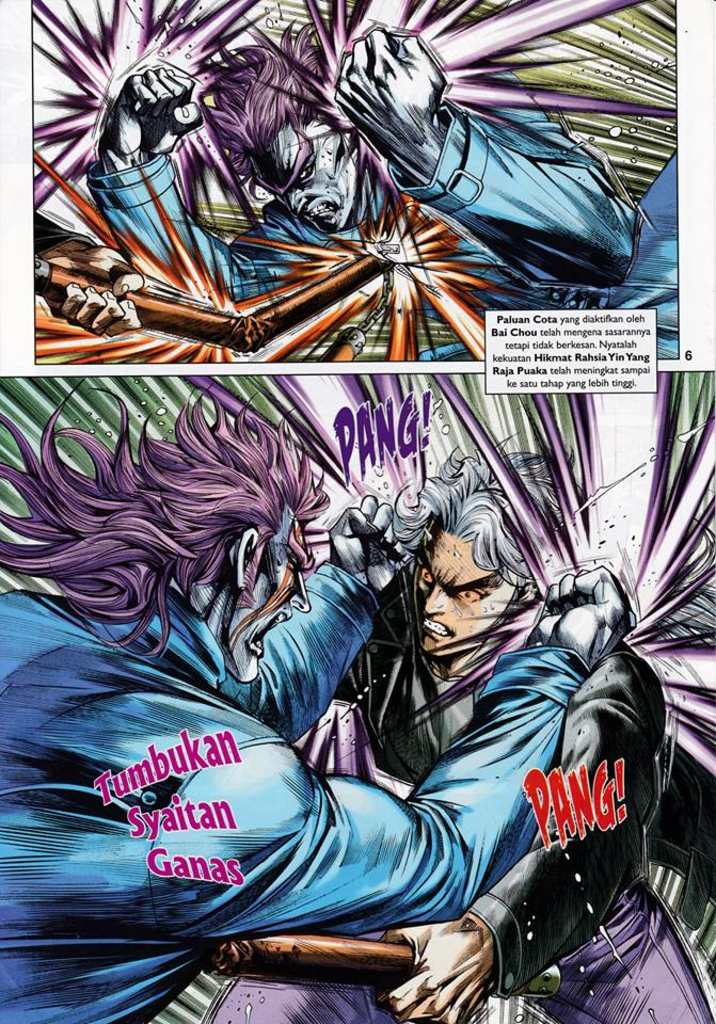 Paluan Cota yang diaktifkan oleh
Bai Chou telah mengena sasarannya
tetapi tidak berkesan. Nyatalah
kekuatan Hikmat Rahsia Yin Yang
Raja Puaka telah meningkat sampai
ke satu tahap yang lebih tinggi.
6
PANG!
Tumbukan
Syaitan
Ganas
PANG!